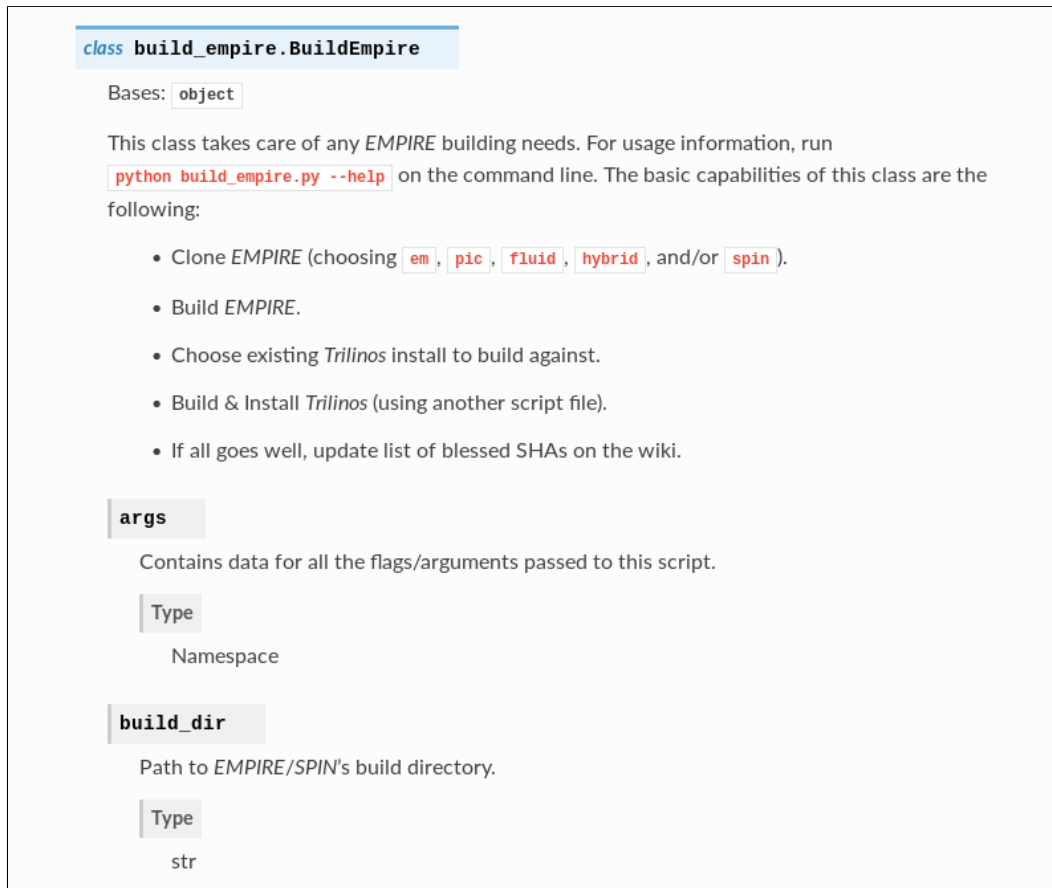 class build_empire.BuildEmpire
Bases: object
This class takes care of any EMPIRE building needs. For usage information, run
python build_empire.py --help on the command line. The basic capabilities of this class are the
following:
• Clone EMPIRE (choosing em, pic, fluid, hybrid, and/or spin).
• Build EMPIRE.
• Choose existing Trilinos install to build against.
• Build & Install Trilinos (using another script file).
• If all goes well, update list of blessed SHAs on the wiki.
args
Contains data for all the flags/arguments passed to this script.
Type
Namespace
build_dir
Path to EMPIRE/SPIN's build directory.
Type
str